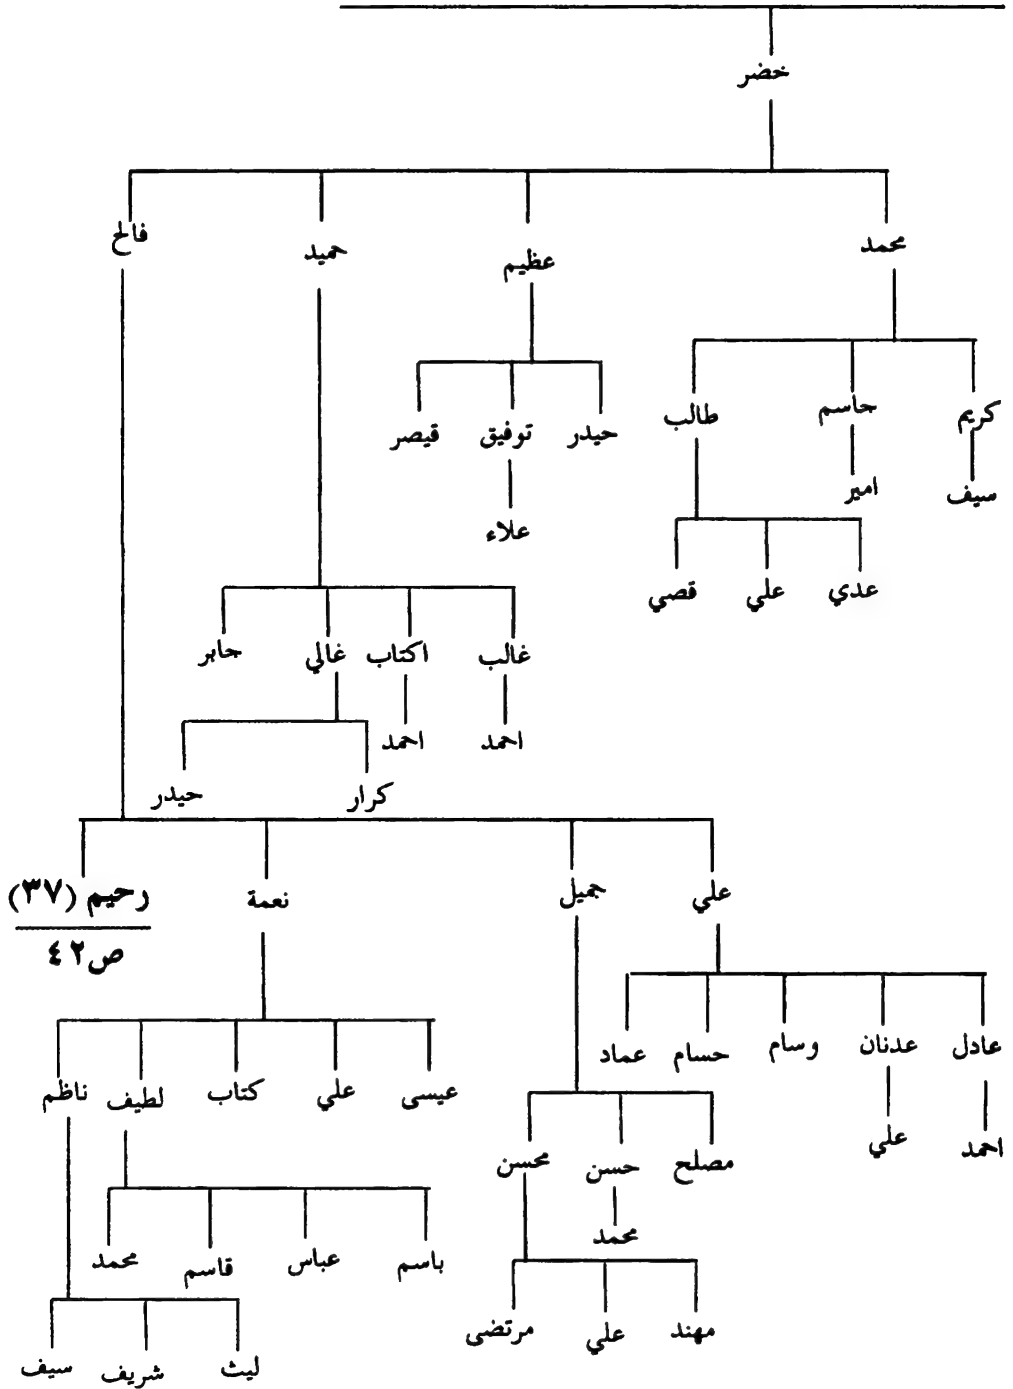 خضر
محمد عظيم حميد فالح
كريم جاسم طالب
حيدر توفيق قيصر
سيف امير
علاء
عدي علي قصي
غالب اكتاب غالي جابر
احمد احمد
كرار حيدر
علي جميل نعمة رحيم (٣٧)
ص٤٢
عادل عدنان وسام حسام عماد
عيسى علي كتاب لطيف ناظم
احمد علي
مصلح حسن محسن
محمد
باسم عباس قاسم محمد
مهند علي مرتضى
ليث شريف سيف